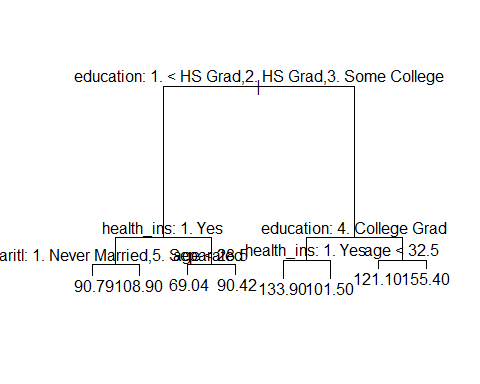 education: 1. < HS Grad,2. HS Grad,3. Some College
health_ins: 1. Yes
education: 4. College Grad
aritl: 1. Never Married,5. Separated
age < 28.5
health_ins: 1. Yes
age < 32.5
90.79
108.90
69.04
90.42
133.90
101.50
121.10
155.40